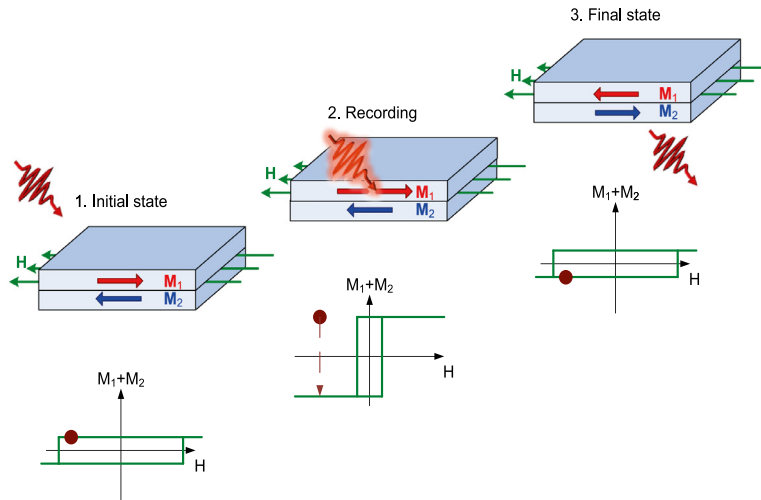 1. Initial state
H
M₁
M₂
M₁+M₂
H
2. Recording
H
M₁
M₂
M₁+M₂
H
3. Final state
H
M₁
M₂
M₁+M₂
H